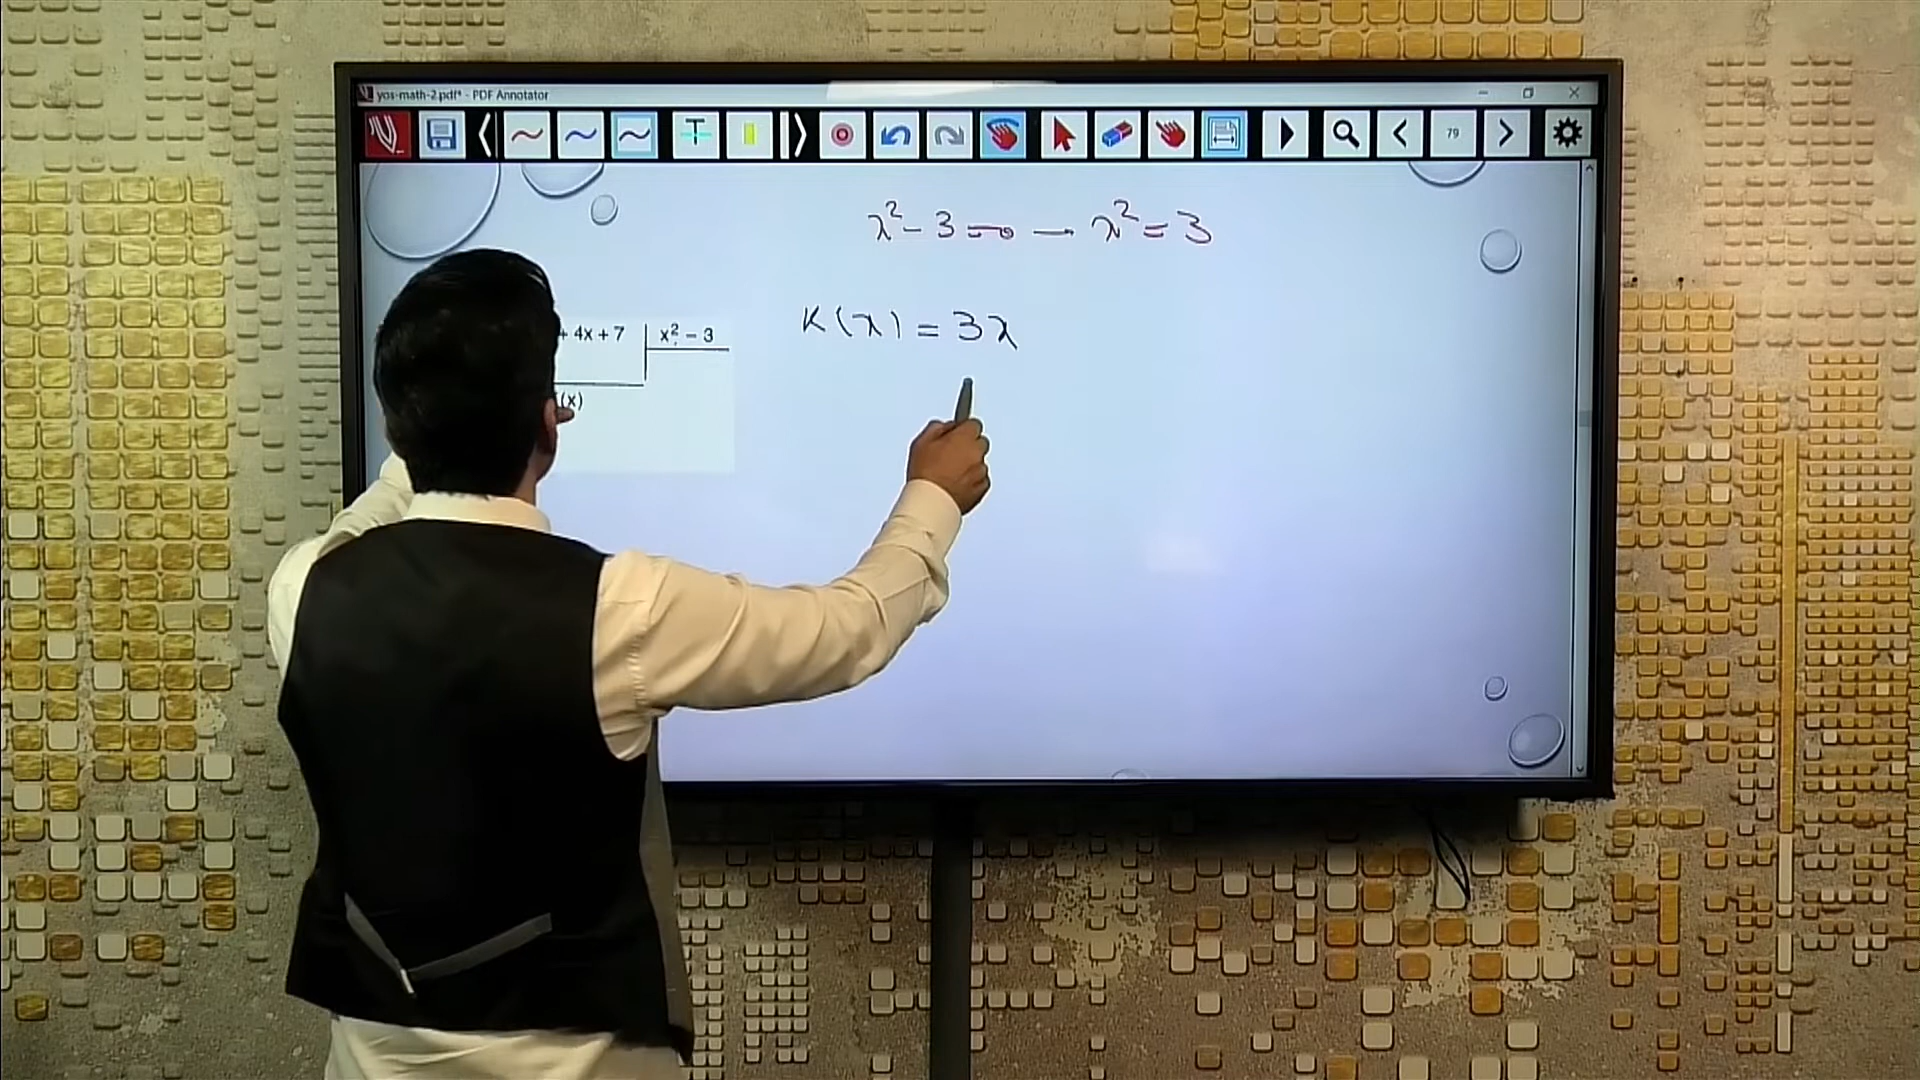 yos-math-2.pdf* - PDF Annotator
79
x² - 3 = 0 → x² = 3
+ 4x + 7 x² - 3
K(x) = 3x
(x)